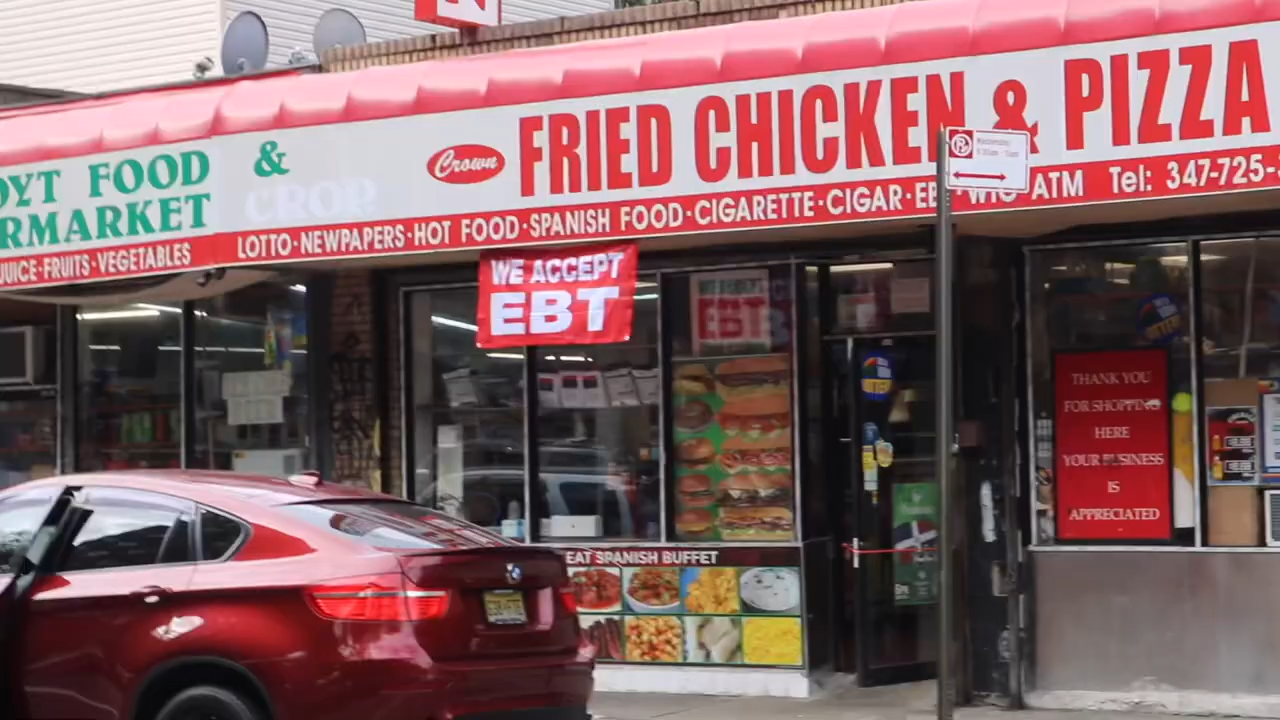 OYT FOOD
RMARKET
JUICE·FRUITS·VEGETABLES
&
CROP
Crown
FRIED CHICKEN & PIZZA
LOTTO·NEWPAPERS·HOT FOOD·SPANISH FOOD·CIGARETTE·CIGAR·EB WIC·ATM Tel: 347-725-
WE ACCEPT
EBT
EBT
THANK YOU
FOR SHOPPING
HERE
YOUR BUSINESS
IS
APPRECIATED
EAT SPANISH BUFFET